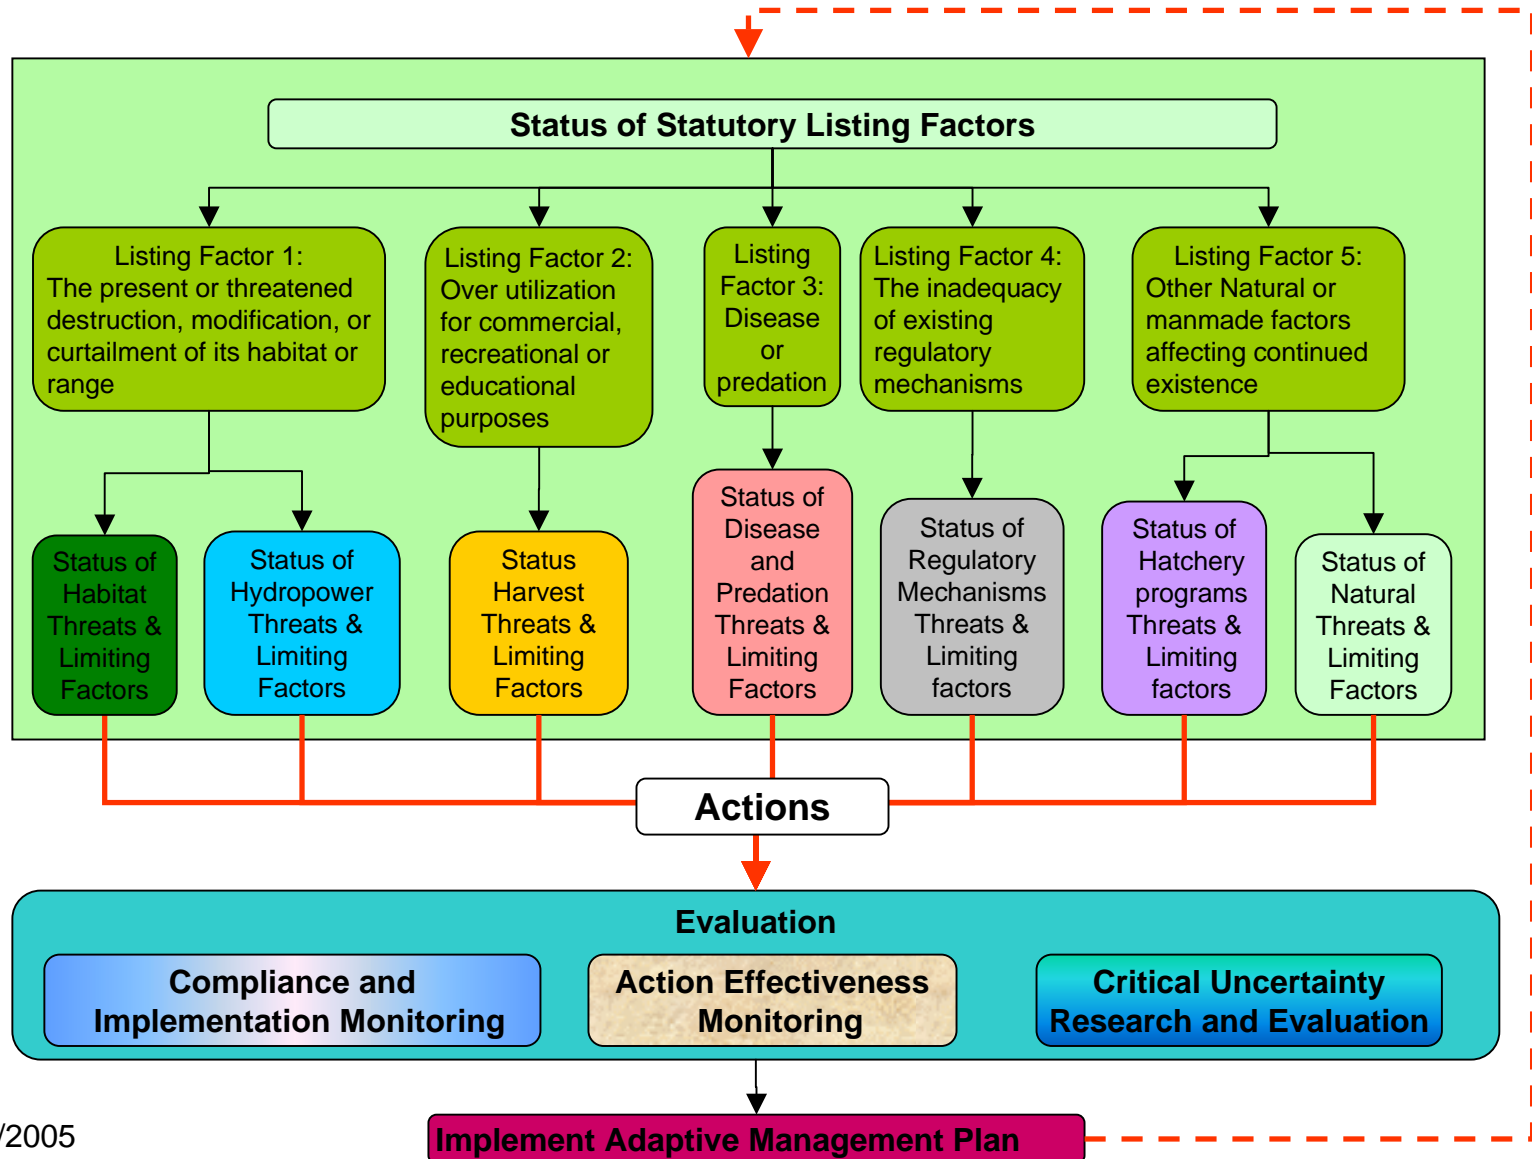 Status of Statutory Listing Factors
Listing Factor 1:
The present or threatened
destruction, modification, or
curtailment of its habitat or
range
Listing Factor 2:
Over utilization
for commercial,
recreational or
educational
purposes
Listing
Factor 3:
Disease
or
predation
Listing Factor 4:
The inadequacy
of existing
regulatory
mechanisms
Listing Factor 5:
Other Natural or
manmade factors
affecting continued
existence
Status of
Habitat
Threats &
Limiting
Factors
Status of
Hydropower
Threats &
Limiting
Factors
Status
Harvest
Threats &
Limiting
Factors
Status of
Disease
and
Predation
Threats &
Limiting
Factors
Status of
Regulatory
Mechanisms
Threats &
Limiting
factors
Status of
Hatchery
programs
Threats &
Limiting
factors
Status of
Natural
Threats &
Limiting
Factors
Actions
Evaluation
Compliance and
Implementation Monitoring
Action Effectiveness
Monitoring
Critical Uncertainty
Research and Evaluation
/2005
Implement Adaptive Management Plan